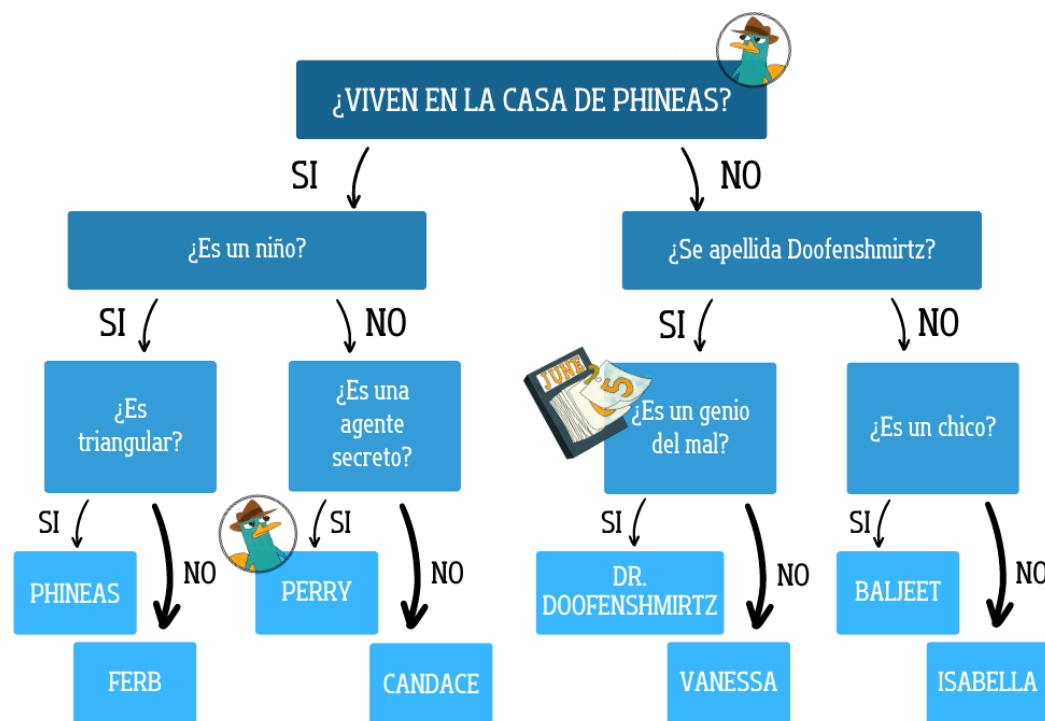 ¿VIVEN EN LA CASA DE PHINEAS?
SI
NO
¿Es un niño?
¿Se apellida Doofenshmirtz?
SI
NO
SI
NO
¿Es
triangular?
¿Es una
agente
secreto?
JUNE
5
¿Es un genio
del mal?
¿Es un chico?
SI
NO
SI
NO
SI
NO
SI
NO
PHINEAS
PERRY
DR.
DOOFENSHMIRTZ
BALJEET
FERB
CANDACE
VANESSA
ISABELLA